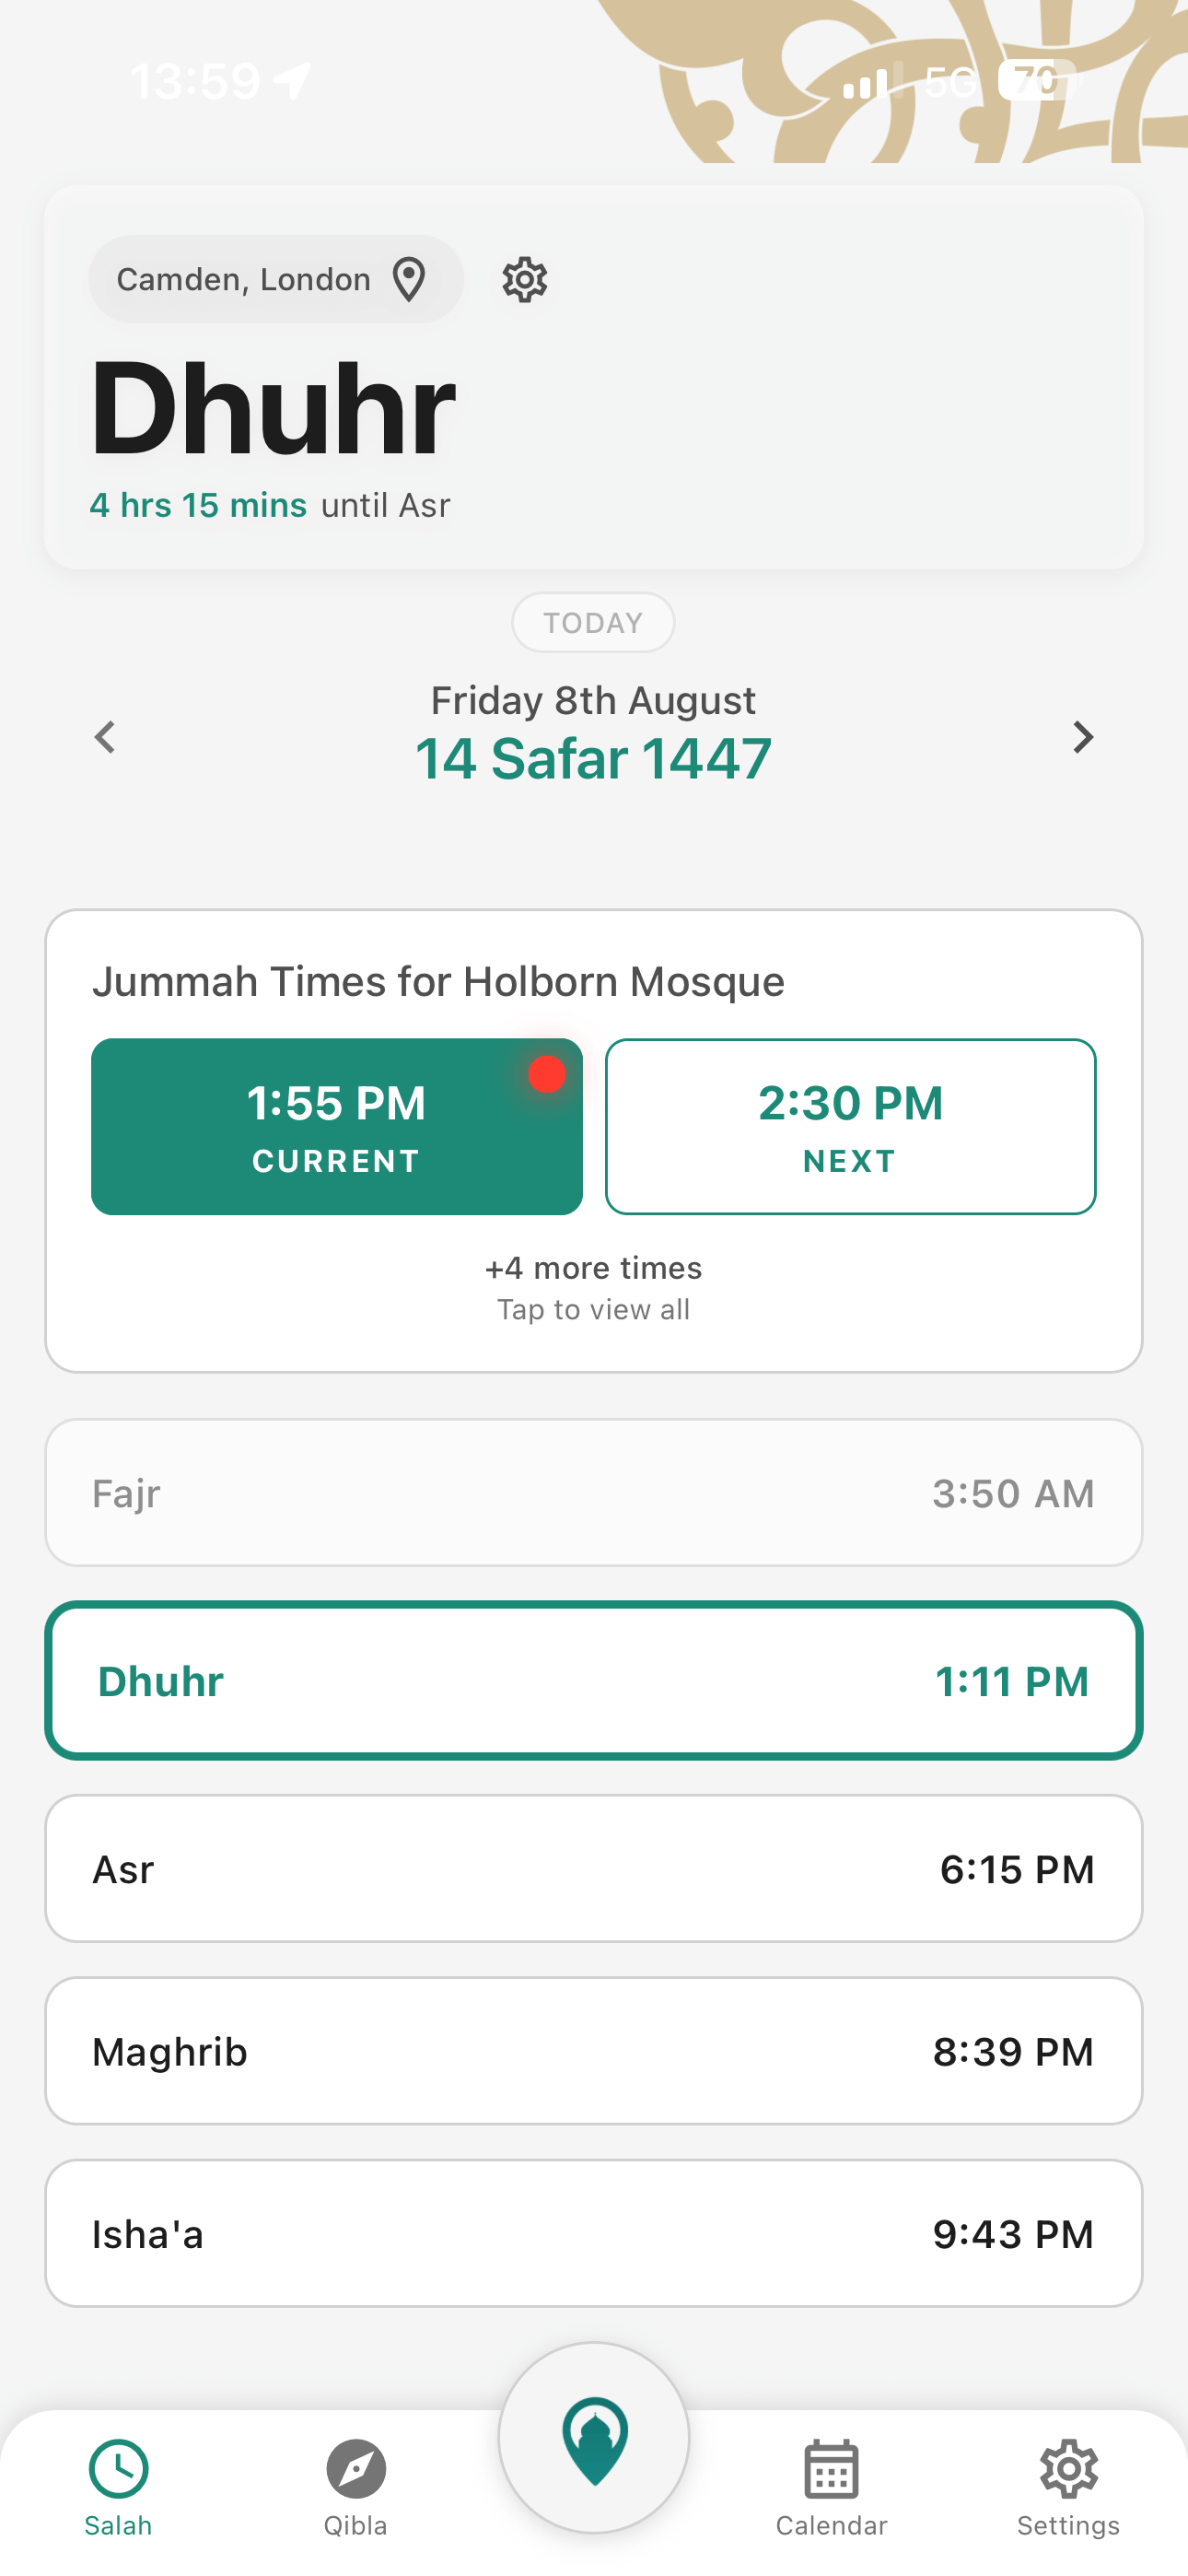 13:59
5G 70
Camden, London
Dhuhr
4 hrs 15 mins until Asr
TODAY
Friday 8th August
14 Safar 1447
Jummah Times for Holborn Mosque
1:55 PM
CURRENT
2:30 PM
NEXT
+4 more times
Tap to view all
Fajr 3:50 AM
Dhuhr 1:11 PM
Asr 6:15 PM
Maghrib 8:39 PM
Isha'a 9:43 PM
Salah
Qibla
Calendar
Settings